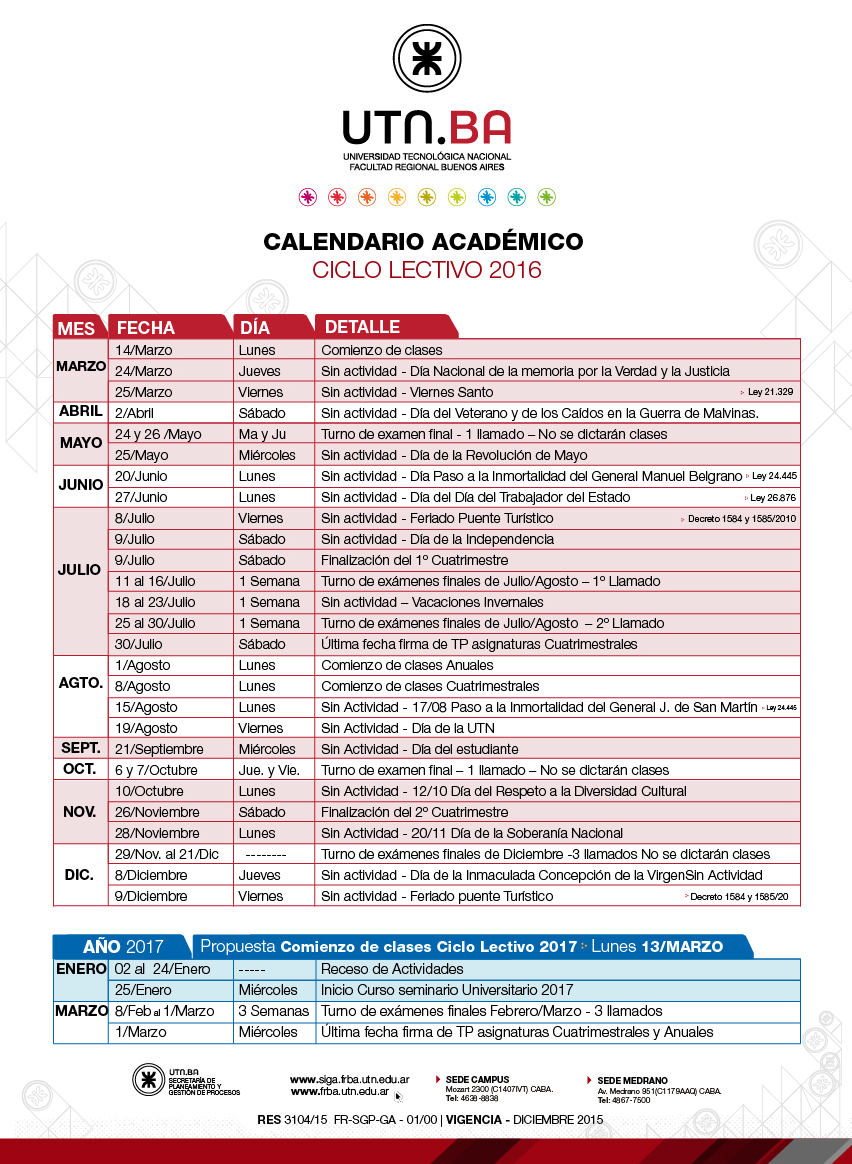 UTN.BA
UNIVERSIDAD TECNOLÓGICA NACIONAL
FACULTAD REGIONAL BUENOS AIRES
CALENDARIO ACADÉMICO
CICLO LECTIVO 2016
MES FECHA DÍA DETALLE
MARZO
14/Marzo Lunes Comienzo de clases
24/Marzo Jueves Sin actividad - Día Nacional de la memoria por la Verdad y la Justicia
25/Marzo Viernes Sin actividad - Viernes Santo Ley 21.329
ABRIL 2/Abril Sábado Sin actividad - Día del Veterano y de los Caídos en la Guerra de Malvinas.
MAYO
24 y 26 /Mayo Ma y Ju Turno de examen final - 1 llamado – No se dictarán clases
25/Mayo Miércoles Sin actividad - Día de la Revolución de Mayo
JUNIO
20/Junio Lunes Sin actividad - Día Paso a la Inmortalidad del General Manuel Belgrano Ley 24.445
27/Junio Lunes Sin actividad - Día del Día del Trabajador del Estado Ley 26.876
JULIO
8/Julio Viernes Sin actividad - Feriado Puente Turístico Decreto 1584 y 1585/2010
9/Julio Sábado Sin actividad - Día de la Independencia
9/Julio Sábado Finalización del 1º Cuatrimestre
11 al 16/Julio 1 Semana Turno de exámenes finales de Julio/Agosto – 1º Llamado
18 al 23/Julio 1 Semana Sin actividad – Vacaciones Invernales
25 al 30/Julio 1 Semana Turno de exámenes finales de Julio/Agosto – 2º Llamado
30/Julio Sábado Última fecha firma de TP asignaturas Cuatrimestrales
AGTO.
1/Agosto Lunes Comienzo de clases Anuales
8/Agosto Lunes Comienzo de clases Cuatrimestrales
15/Agosto Lunes Sin Actividad - 17/08 Paso a la Inmortalidad del General J. de San Martín Ley 24.445
19/Agosto Viernes Sin Actividad - Día de la UTN
SEPT. 21/Septiembre Miércoles Sin Actividad - Día del estudiante
OCT. 6 y 7/Octubre Jue. y Vie. Turno de examen final – 1 llamado – No se dictarán clases
NOV.
10/Octubre Lunes Sin Actividad - 12/10 Día del Respeto a la Diversidad Cultural
26/Noviembre Sábado Finalización del 2º Cuatrimestre
28/Noviembre Lunes Sin Actividad - 20/11 Día de la Soberanía Nacional
DIC.
29/Nov. al 21/Dic -------- Turno de exámenes finales de Diciembre -3 llamados No se dictarán clases
8/Diciembre Jueves Sin actividad - Día de la Inmaculada Concepción de la VirgenSin Actividad
9/Diciembre Viernes Sin actividad - Feriado puente Turístico Decreto 1584 y 1585/20
AÑO 2017 Propuesta Comienzo de clases Ciclo Lectivo 2017 Lunes 13/MARZO
ENERO 02 al 24/Enero ----- Receso de Actividades
25/Enero Miércoles Inicio Curso seminario Universitario 2017
MARZO 8/Feb al 1/Marzo 3 Semanas Turno de exámenes finales Febrero/Marzo - 3 llamados
1/Marzo Miércoles Última fecha firma de TP asignaturas Cuatrimestrales y Anuales
UTN.BA
SECRETARÍA DE
PLANEAMIENTO Y
GESTIÓN DE PROCESOS
www.siga.frba.utn.edu.ar
www.frba.utn.edu.ar
SEDE CAMPUS
Mozart 2300 (C1407IVT) CABA.
Tel: 4638-8838
SEDE MEDRANO
Av. Medrano 951(C1179AAQ) CABA.
Tel: 4867-7500
RES 3104/15 FR-SGP-GA - 01/00 | VIGENCIA - DICIEMBRE 2015